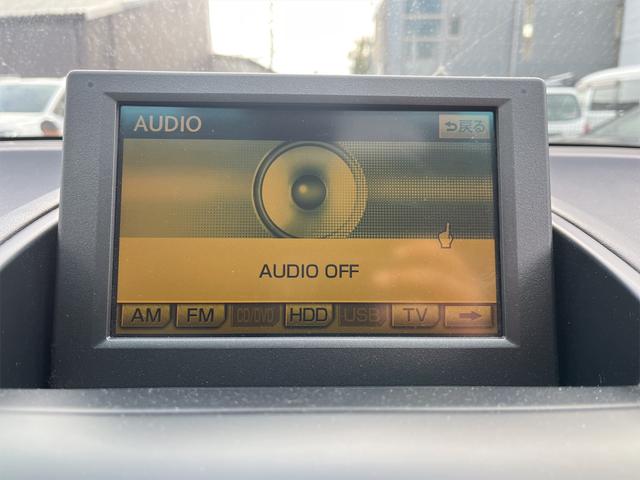 AUDIO
戻る
AUDIO OFF
AM FM CD/DVD HDD USB TV